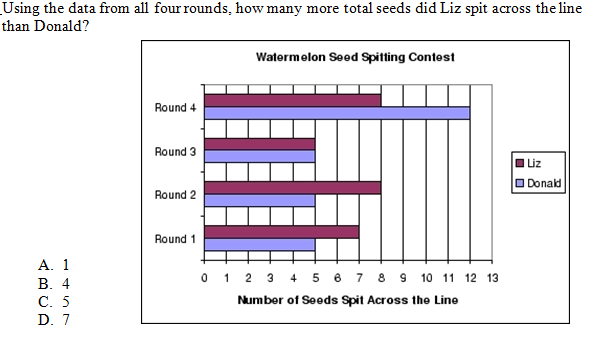 Using the data from all four rounds, how many more total seeds did Liz spit across the line
than Donald?
Watermelon Seed Spitting Contest
Round 4
Round 3
Round 2
Round 1
Liz
Donald
0 1 2 3 4 5 6 7 8 9 10 11 12 13
Number of Seeds Spit Across the Line
A. 1
B. 4
C. 5
D. 7